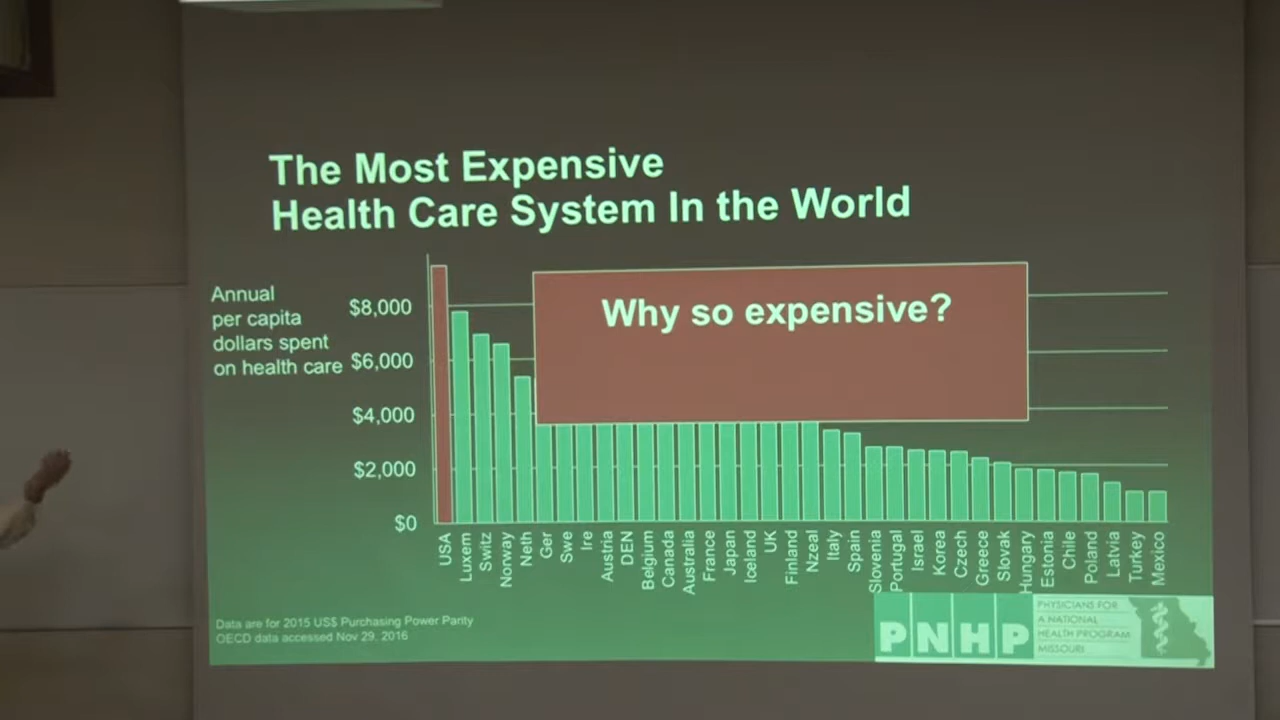 The Most Expensive
Health Care System In the World
Annual
per capita
dollars spent
on health care
$8,000
$6,000
$4,000
$2,000
$0
Why so expensive?
USA
Luxem
Switz
Norway
Neth
Ger
Swe
Ire
Austria
DEN
Belgium
Canada
Australia
France
Japan
Iceland
UK
Finland
Nzeal
Italy
Spain
Slovenia
Portugal
Israel
Korea
Czech
Greece
Slovak
Hungary
Estonia
Chile
Poland
Latvia
Turkey
Mexico
Data are for 2015 US$ Purchasing Power Parity
OECD data accessed Nov 29, 2016
PNHP
PHYSICIANS FOR
A NATIONAL
HEALTH PROGRAM
MISSOURI